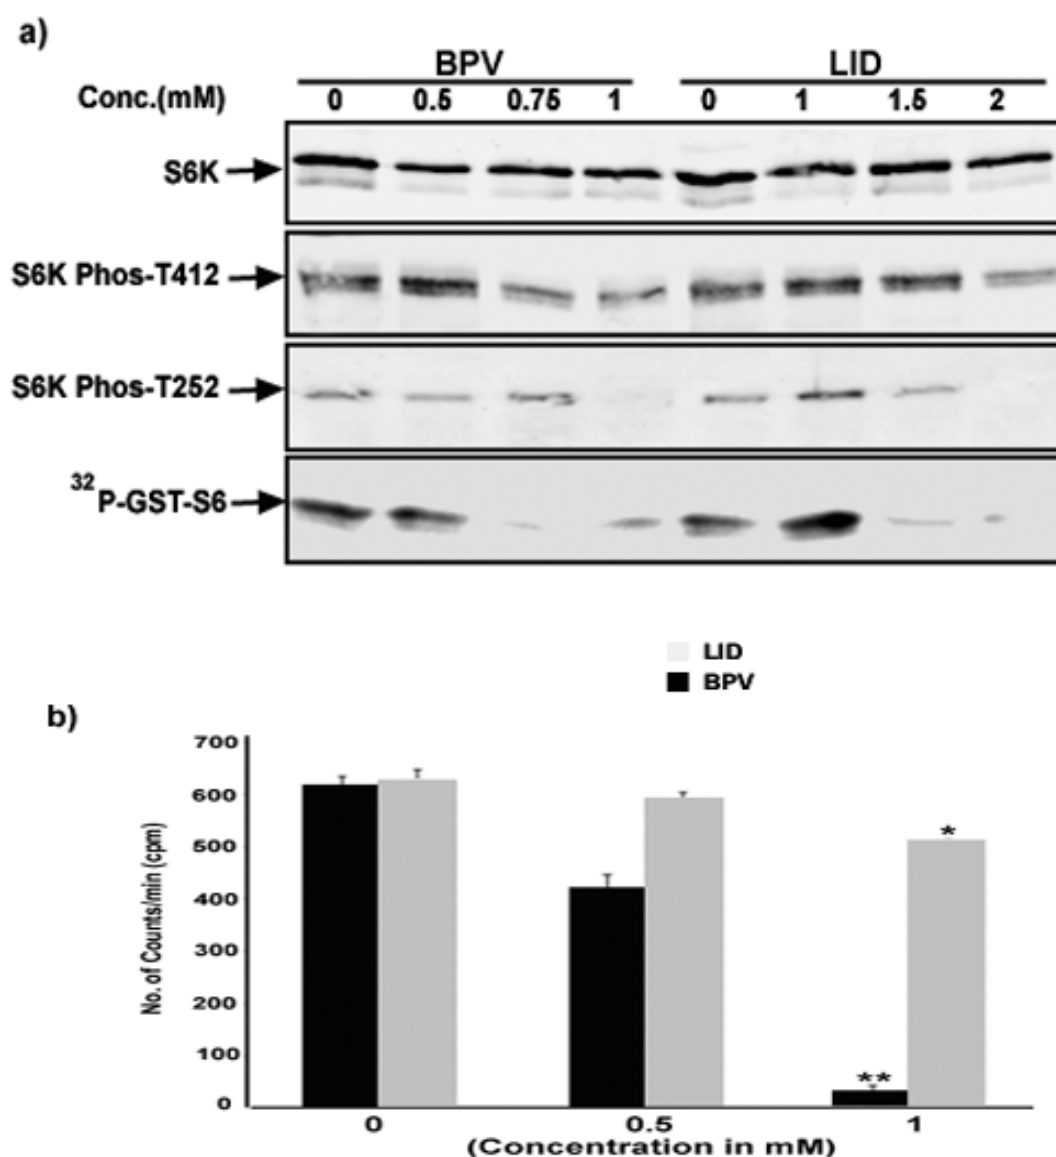 a)
BPV LID
Conc.(mM) 0 0.5 0.75 1 0 1 1.5 2
S6K
S6K Phos-T412
S6K Phos-T252
32P-GST-S6
LID
BPV
b)
No. of Counts/min (cpm)
700
600
500
400
300
200
100
0
*
**
0 0.5 1
(Concentration in mM)